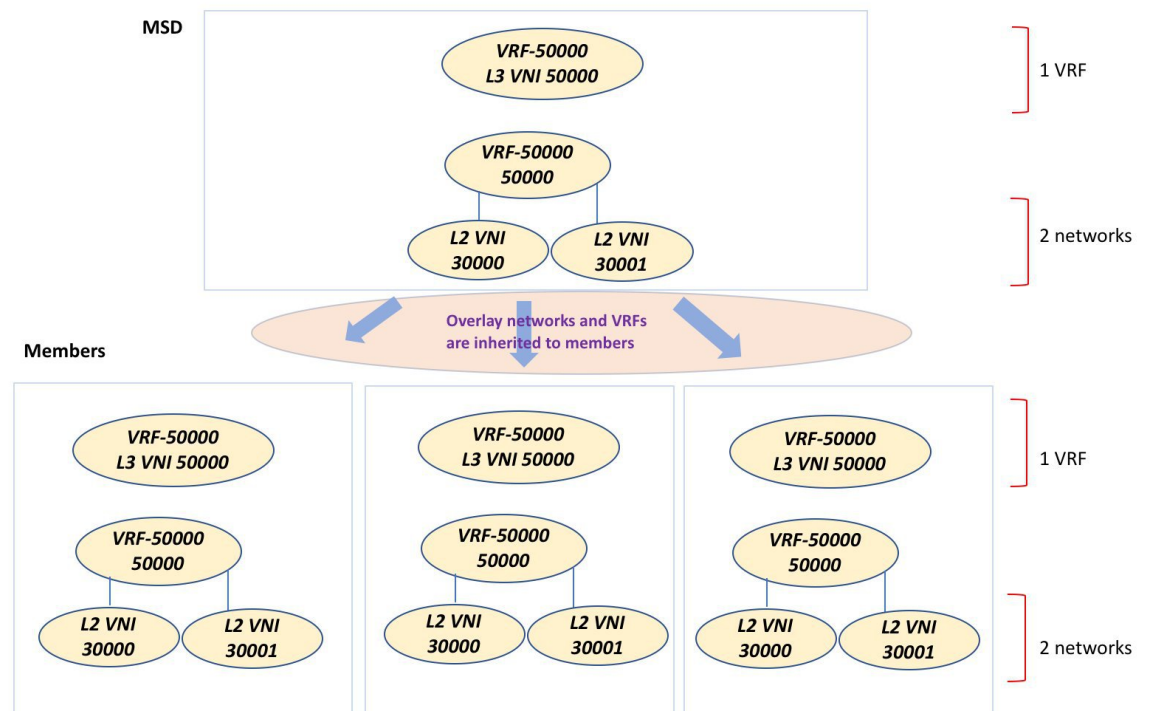 MSD
VRF-50000
L3 VNI 50000
1 VRF
VRF-50000
50000
L2 VNI
30000
L2 VNI
30001
2 networks
Overlay networks and VRFs
are inherited to members
Members
VRF-50000
L3 VNI 50000
VRF-50000
L3 VNI 50000
VRF-50000
L3 VNI 50000
1 VRF
VRF-50000
50000
VRF-50000
50000
VRF-50000
50000
L2 VNI
30000
L2 VNI
30001
L2 VNI
30000
L2 VNI
30001
L2 VNI
30000
L2 VNI
30001
2 networks